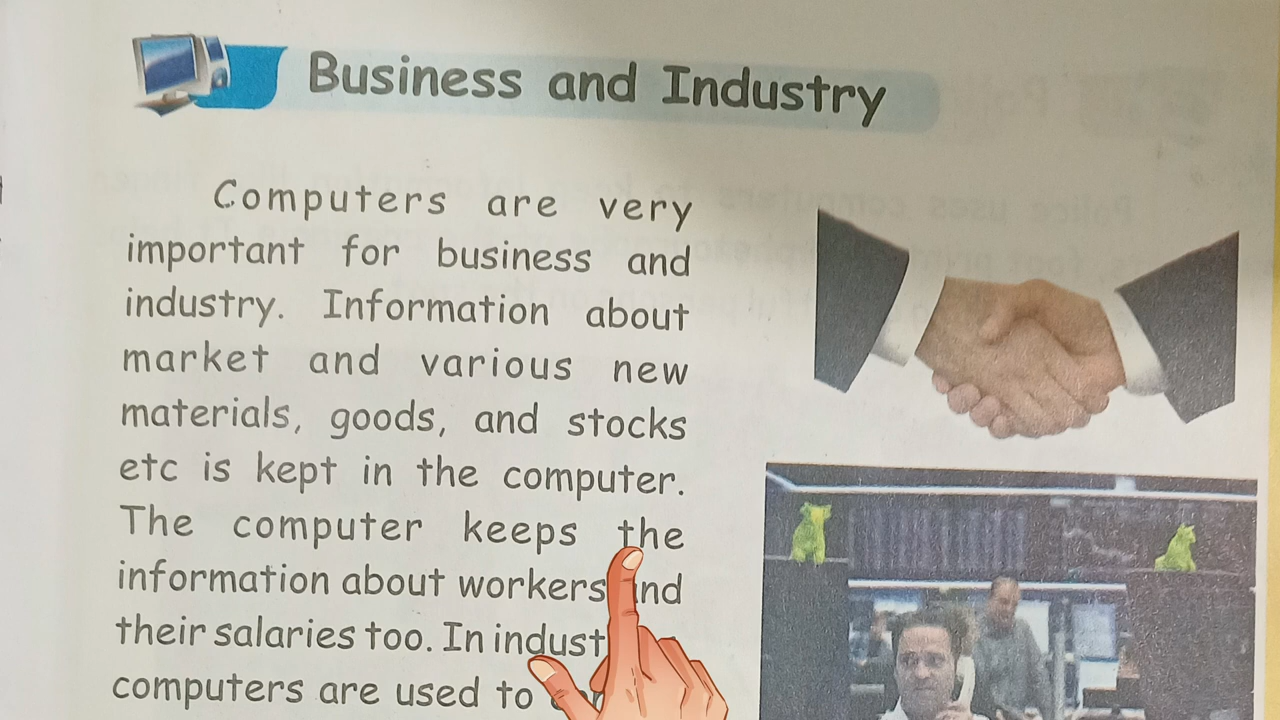 Business and Industry
Computers are very
important for business and
industry. Information about
market and various new
materials, goods, and stocks
etc is kept in the computer.
The computer keeps the
information about workers
their salaries too. In
computers are used to